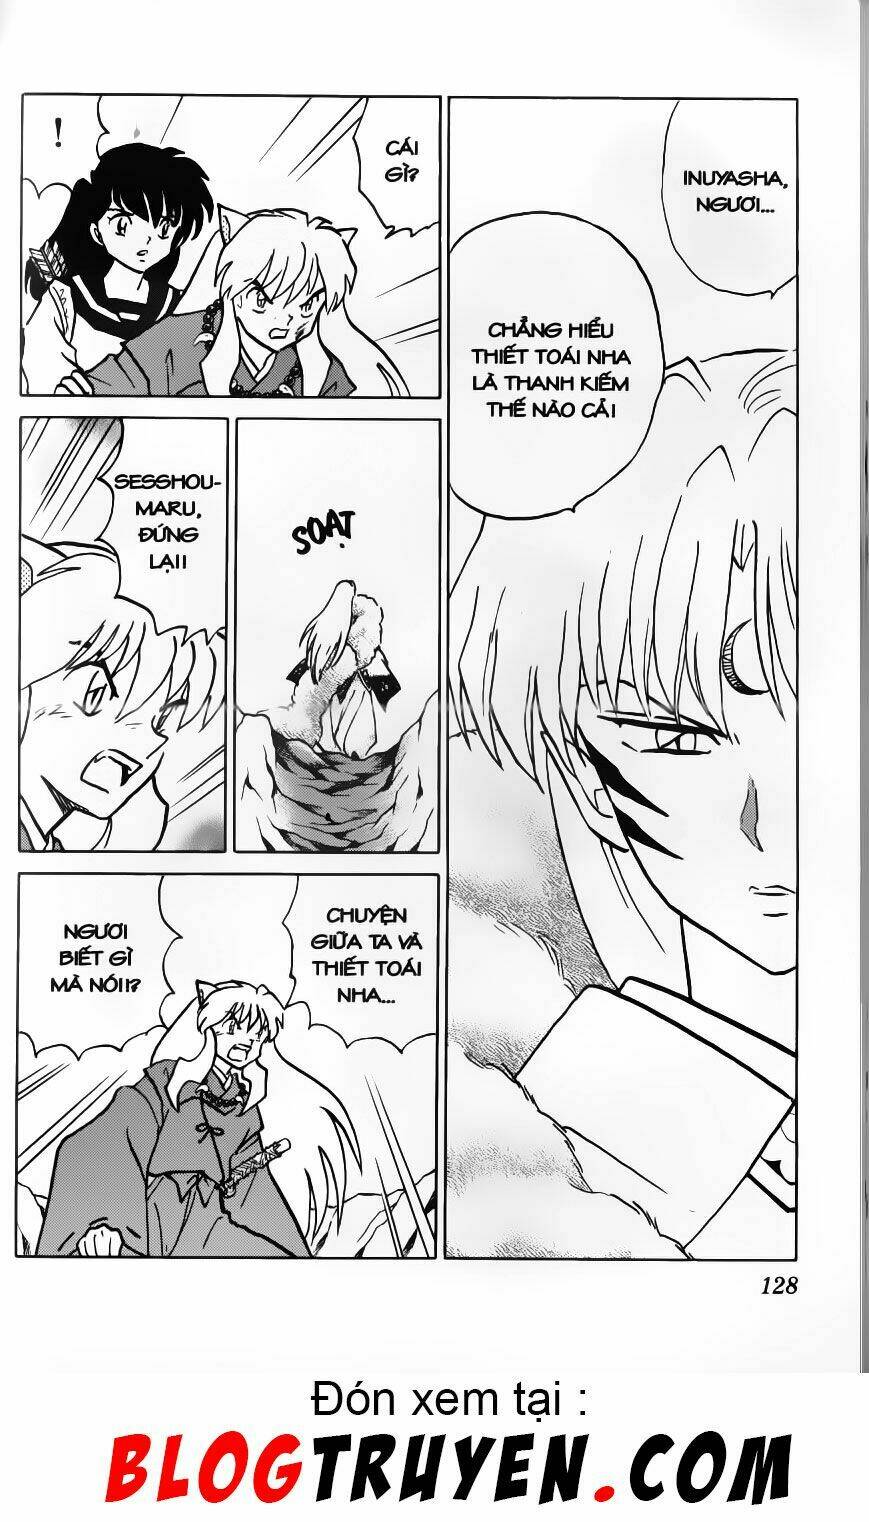 INUYASHA,
NGƯƠI...
CHẲNG HIỂU
THIẾT TOÁI NHA
LÀ THANH KIẾM
THẾ NÀO CẢ!
CÁI
GÌ?
!
SOẠT
SESSHOU-
MARU,
ĐỨNG
LẠI!
CHUYỆN
GIỮA TA VÀ
THIẾT TOÁI
NHA...
NGƯƠI
BIẾT GÌ
MÀ NÓI!?
128
Đón xem tại :
BLOGTRUYEN.COM